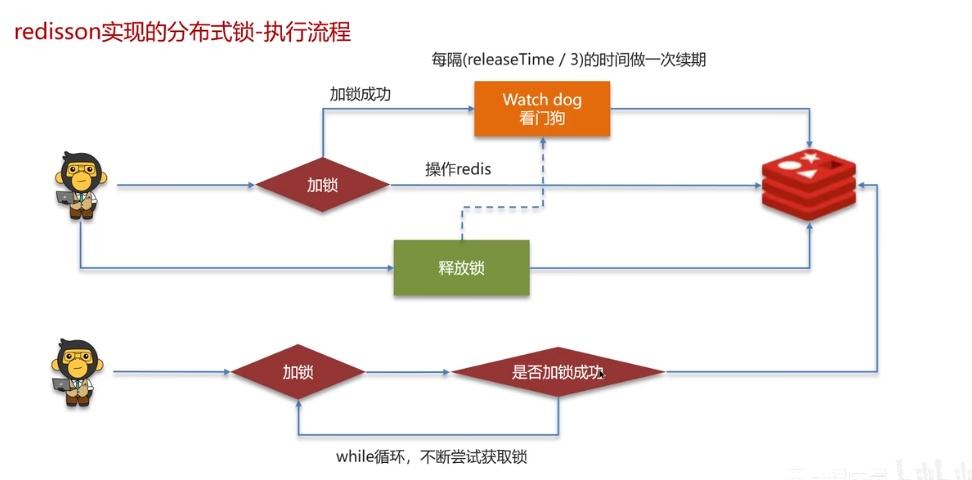 redisson实现的分布式锁-执行流程
每隔(releaseTime / 3)的时间做一次续期
加锁成功
Watch dog
看门狗
加锁
操作redis
释放锁
加锁
是否加锁成功
while循环，不断尝试获取锁